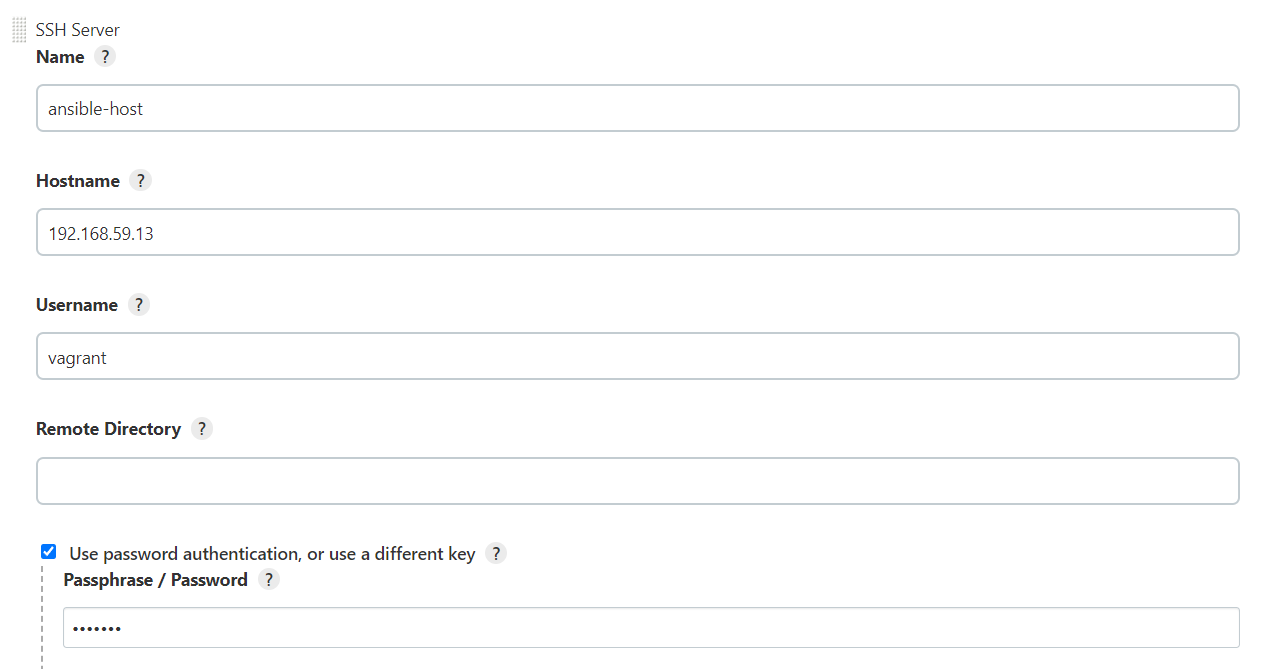 SSH Server
Name ?
ansible-host
Hostname ?
192.168.59.13
Username ?
vagrant
Remote Directory ?
Use password authentication, or use a different key ?
Passphrase / Password ?
•••••••